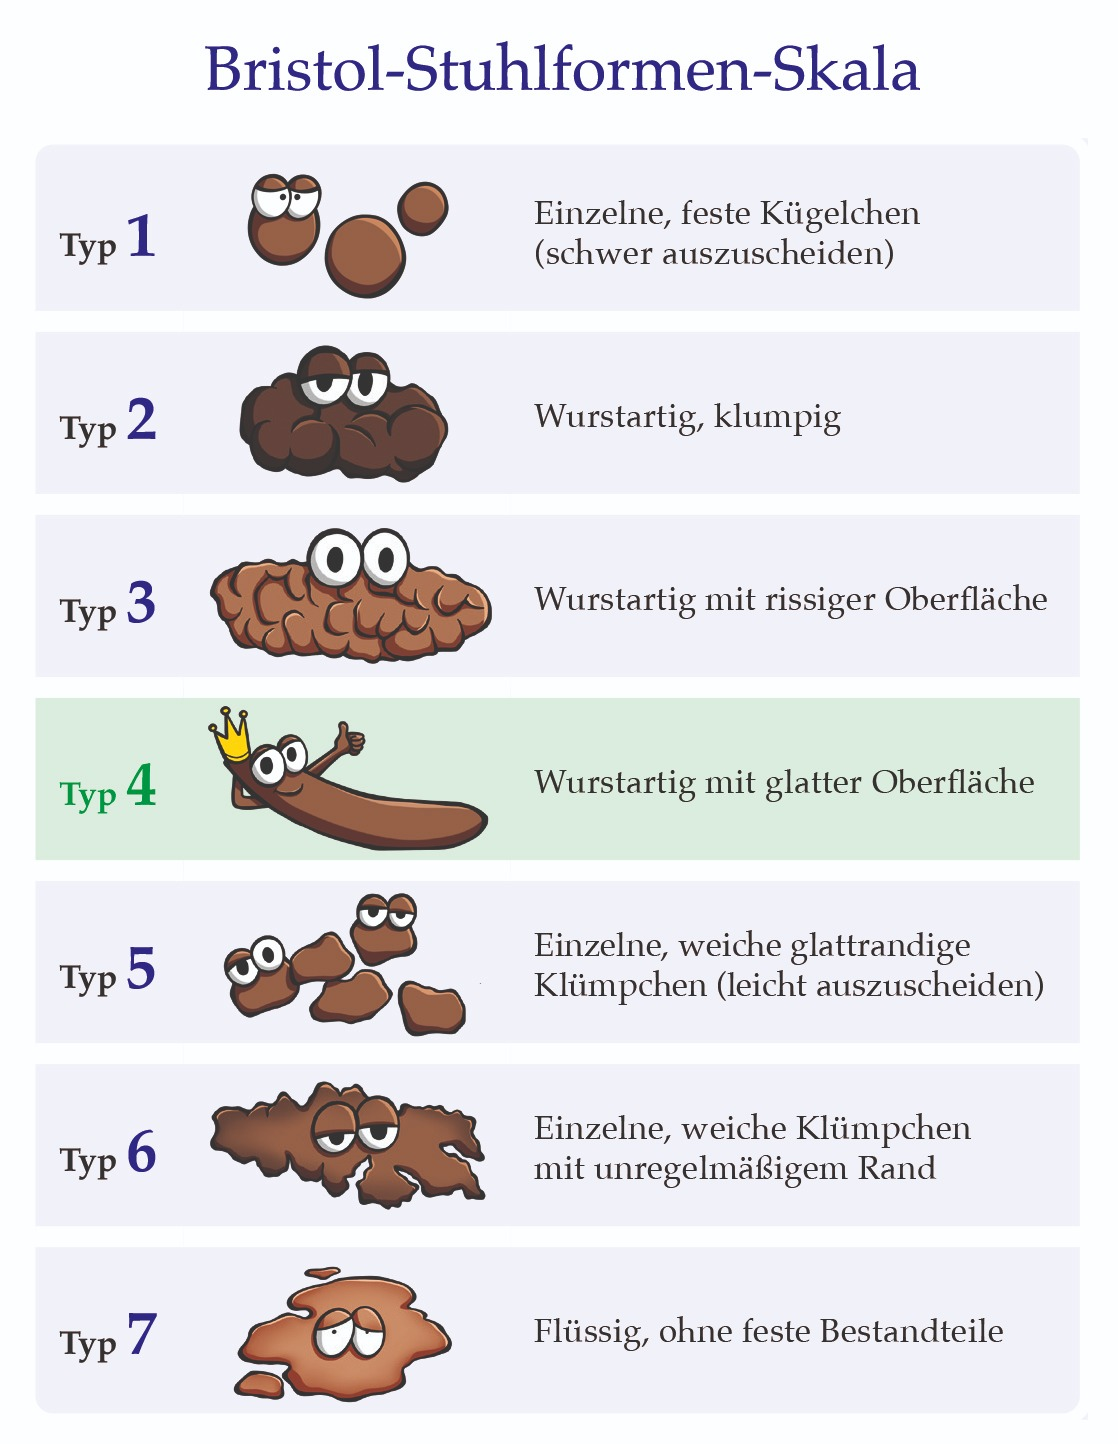 Bristol-Stuhlformen-Skala
Typ 1
Einzelne, feste Kügelchen
(schwer auszuscheiden)
Typ 2
Wurstartig, klumpig
Typ 3
Wurstartig mit rissiger Oberfläche
Typ 4
Wurstartig mit glatter Oberfläche
Typ 5
Einzelne, weiche glattrandige
Klümpchen (leicht auszuscheiden)
Typ 6
Einzelne, weiche Klümpchen
mit unregelmäßigem Rand
Typ 7
Flüssig, ohne feste Bestandteile